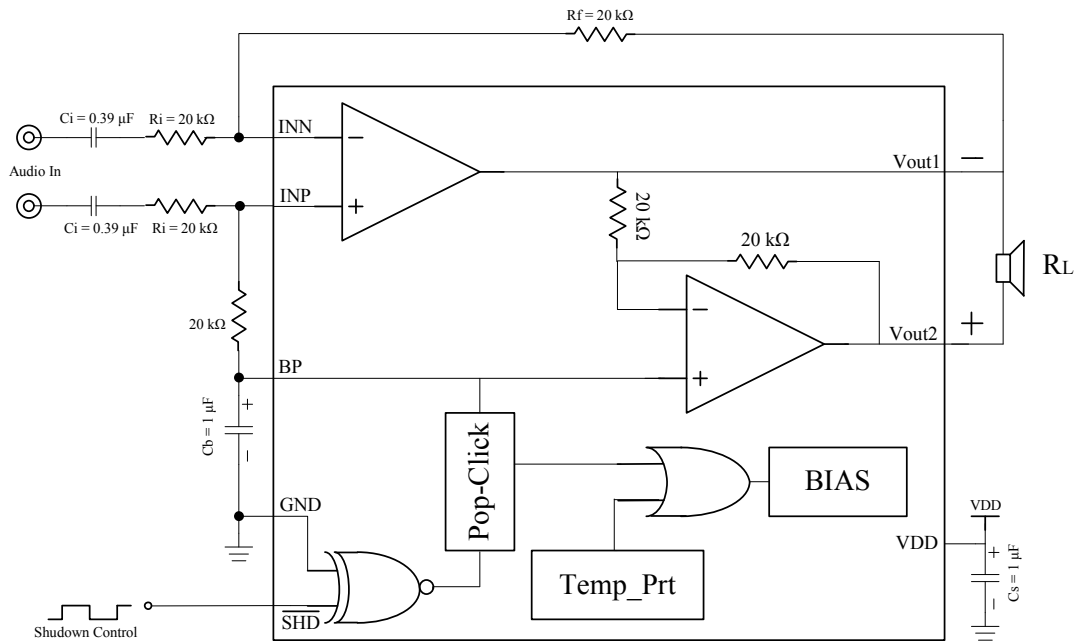 Rf = 20 kΩ
Ci = 0.39 µF
Ri = 20 kΩ
INN
−
Audio In
Vout1
−
INP
+
Ci = 0.39 µF
Ri = 20 kΩ
20 kΩ
20 kΩ
RL
20 kΩ
−
Vout2
+
BP
+
Cb = 1 µF
+
−
Pop-Click
BIAS
GND
VDD
VDD
+
Cs = 1 µF
−
Temp_Prt
SHD
Shudown Control